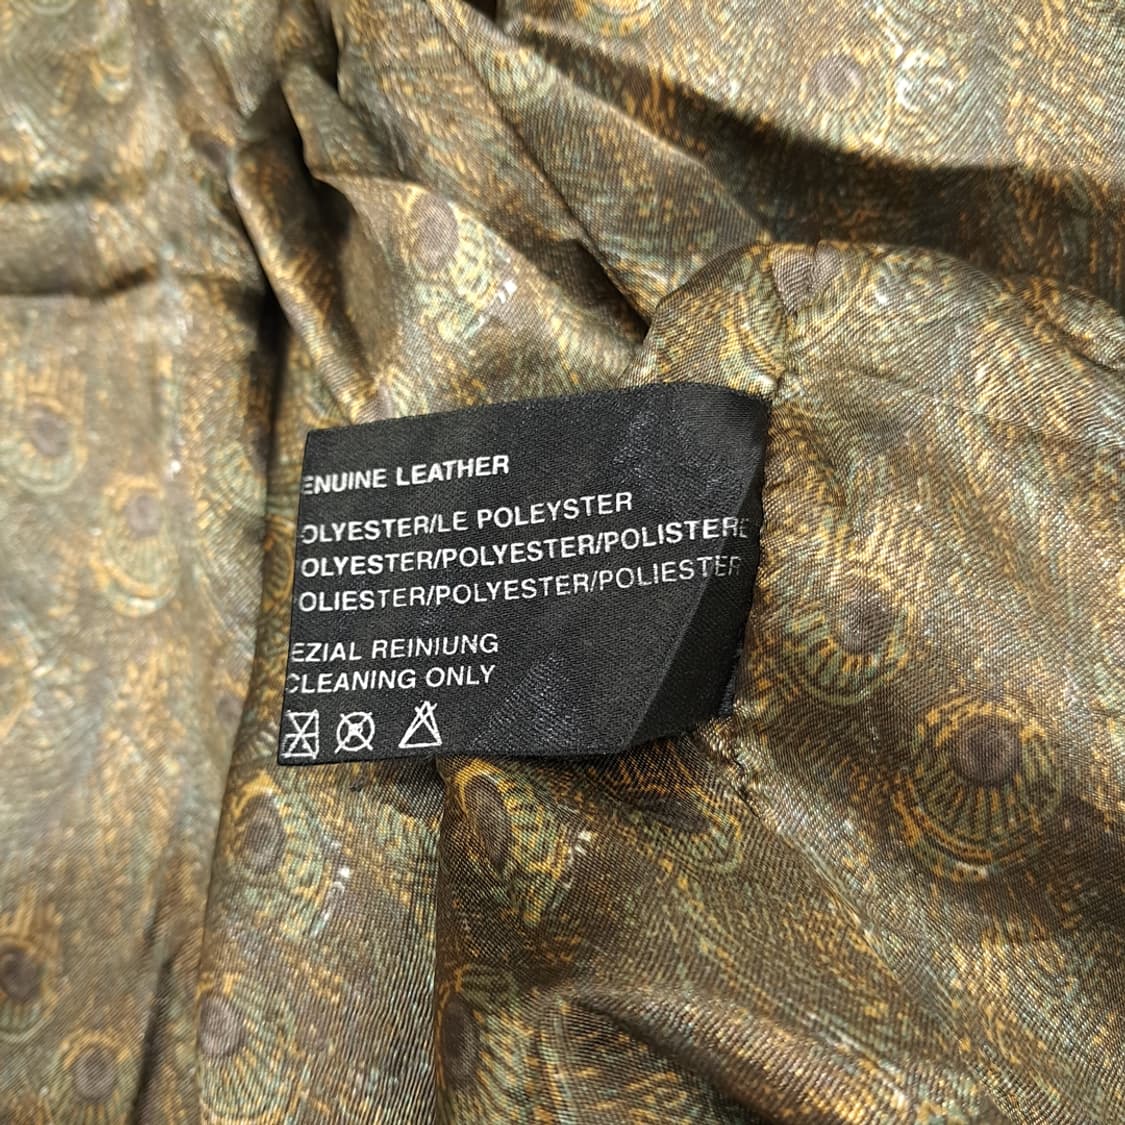 ENUINE LEATHER
OLYESTER/LE POLEYSTER
OLYESTER/POLYESTER/POLISTERE
OLIESTER/POLYESTER/POLIESTER
EZIAL REINIUNG
CLEANING ONLY